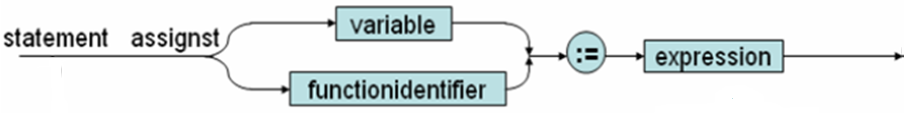 variable
statement assignst
:=
expression
functionidentifier